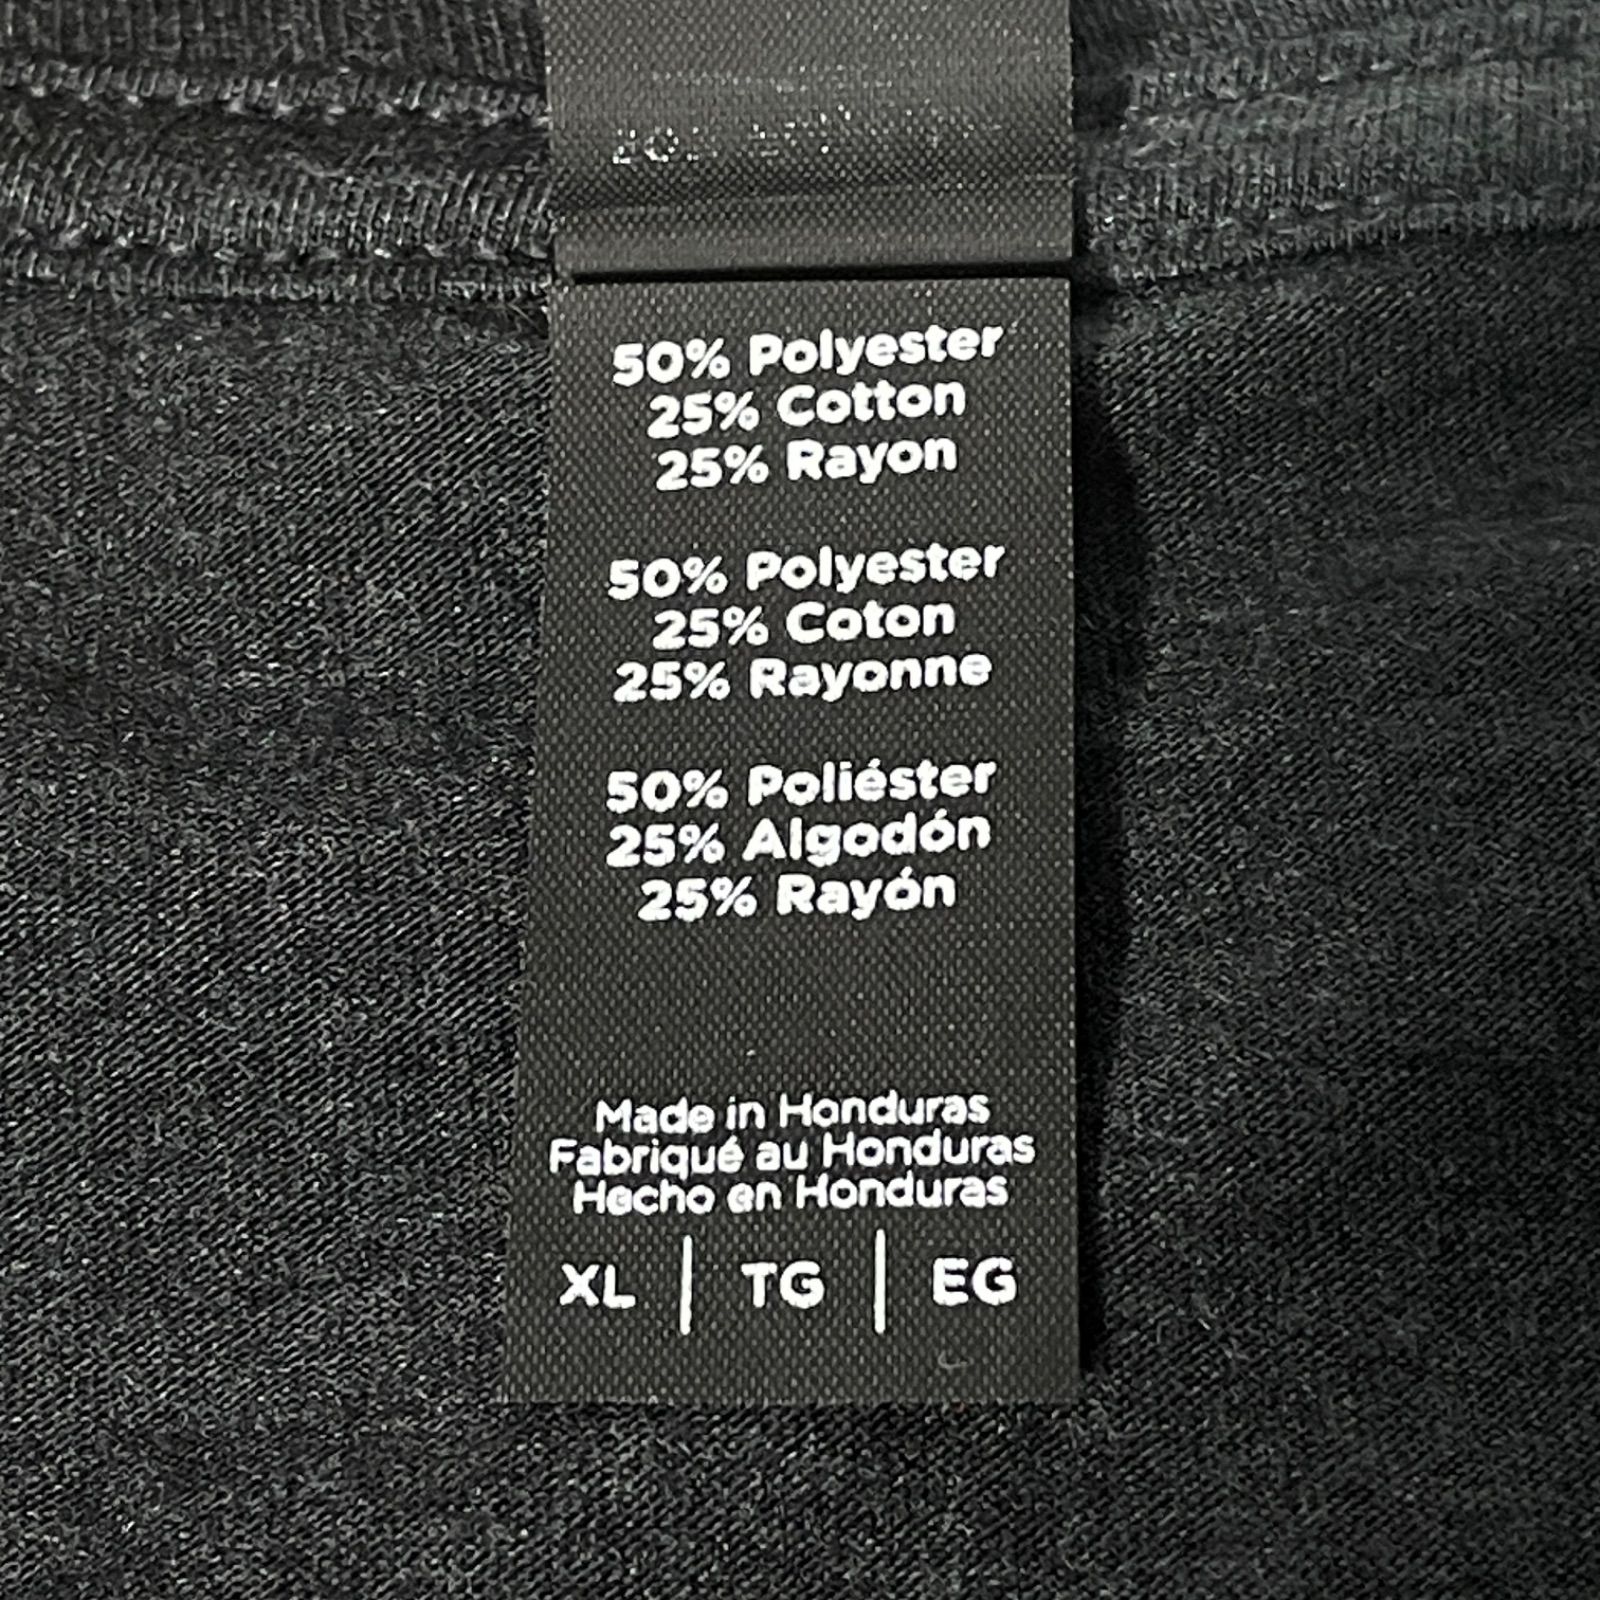 50% Polyester
25% Cotton
25% Rayon
50% Polyester
25% Coton
25% Rayonne
50% Poliéster
25% Algodón
25% Rayón
Made in Honduras
Fabriqué au Honduras
Hecho en Honduras
XL | TG | EG